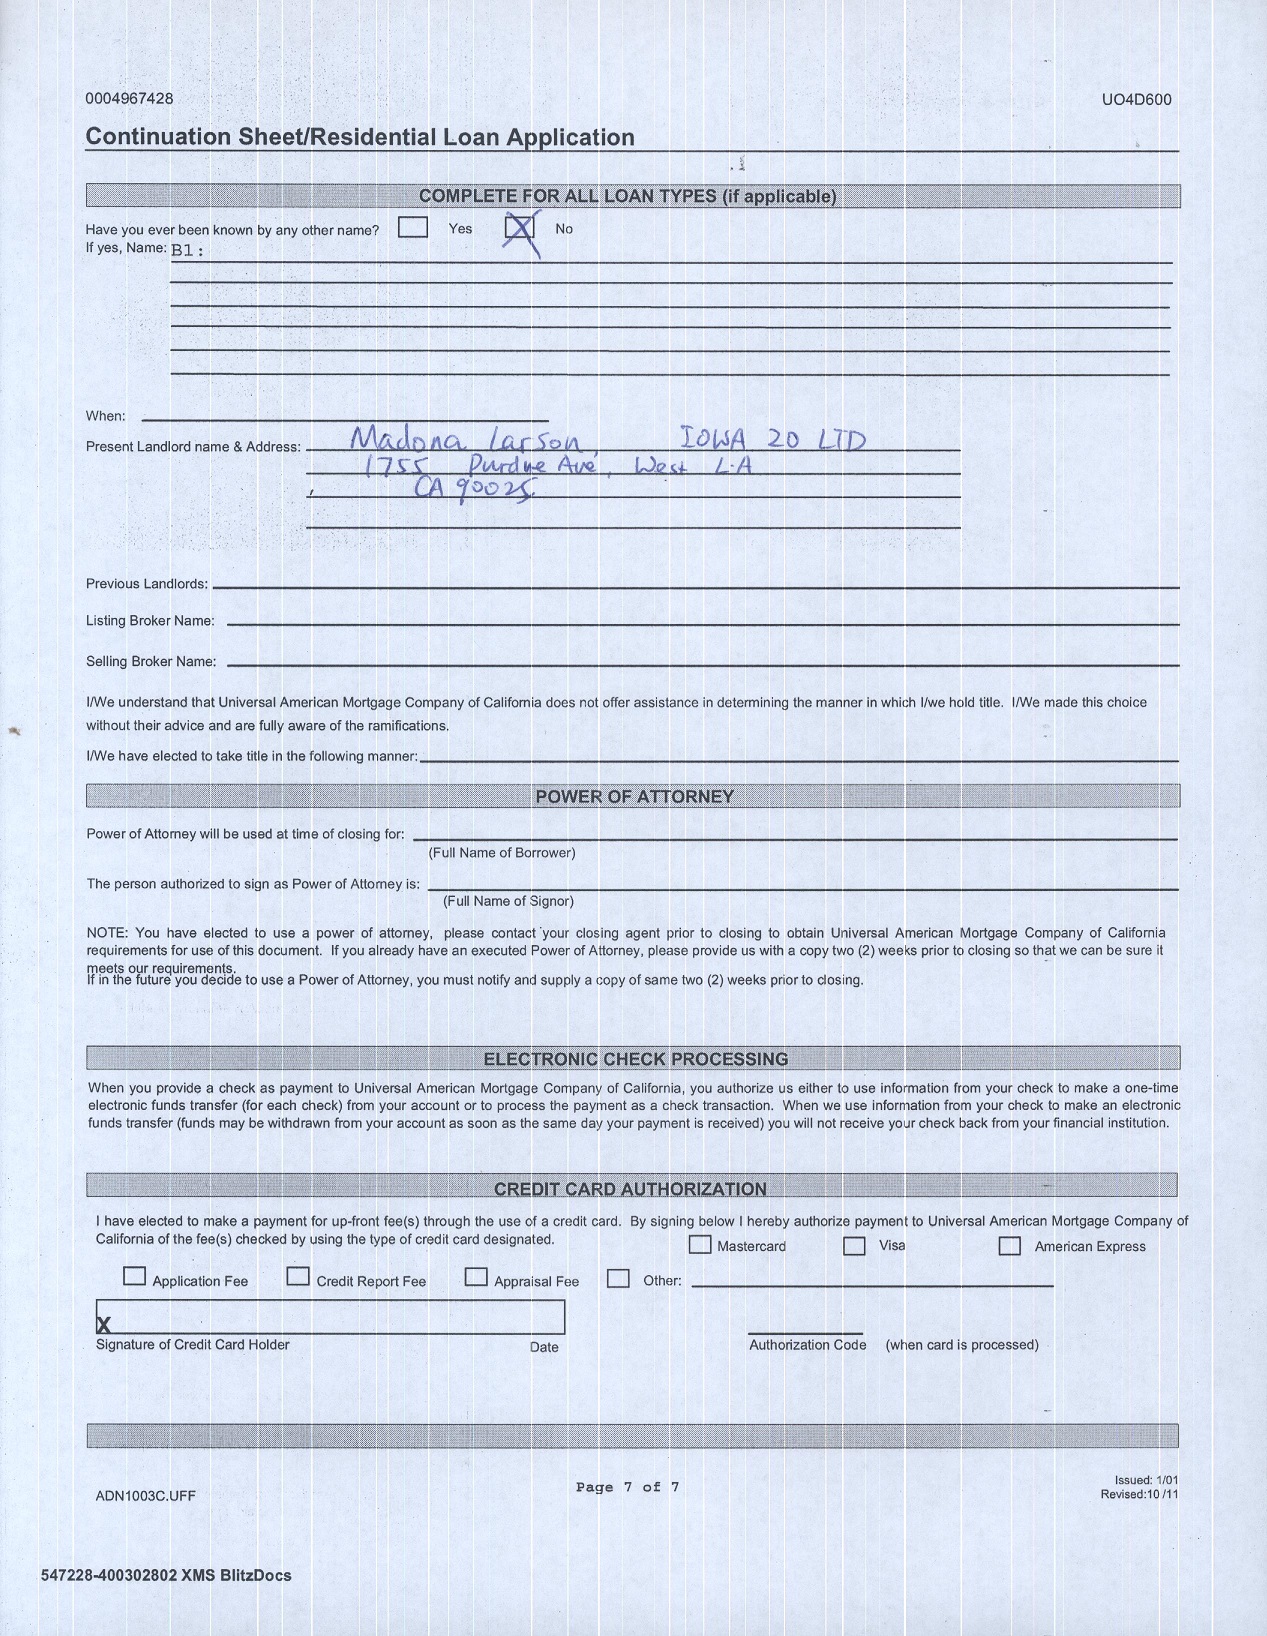 0004967428 UO4D600
Continuation Sheet/Residential Loan Application
COMPLETE FOR ALL LOAN TYPES (if applicable)
Have you ever been known by any other name? Yes No
If yes, Name: B1:
When:
Present Landlord name & Address: Madona Larson, IOWA 20 LTD
1755 Purdue Ave, West L.A
CA 90025.
Previous Landlords:
Listing Broker Name:
Selling Broker Name:
I/We understand that Universal American Mortgage Company of California does not offer assistance in determining the manner in which I/we hold title. I/We made this choice
without their advice and are fully aware of the ramifications.
I/We have elected to take title in the following manner:
POWER OF ATTORNEY
Power of Attorney will be used at time of closing for:
(Full Name of Borrower)
The person authorized to sign as Power of Attorney is:
(Full Name of Signor)
NOTE: You have elected to use a power of attorney, please contact your closing agent prior to closing to obtain Universal American Mortgage Company of California
requirements for use of this document. If you already have an executed Power of Attorney, please provide us with a copy two (2) weeks prior to closing so that we can be sure it
meets our requirements.
If in the future you decide to use a Power of Attorney, you must notify and supply a copy of same two (2) weeks prior to closing.
ELECTRONIC CHECK PROCESSING
When you provide a check as payment to Universal American Mortgage Company of California, you authorize us either to use information from your check to make a one-time
electronic funds transfer (for each check) from your account or to process the payment as a check transaction. When we use information from your check to make an electronic
funds transfer (funds may be withdrawn from your account as soon as the same day your payment is received) you will not receive your check back from your financial institution.
CREDIT CARD AUTHORIZATION
I have elected to make a payment for up-front fee(s) through the use of a credit card. By signing below I hereby authorize payment to Universal American Mortgage Company of
California of the fee(s) checked by using the type of credit card designated. Mastercard Visa American Express
Application Fee Credit Report Fee Appraisal Fee Other:
X
Signature of Credit Card Holder Date Authorization Code (when card is processed)
ADN1003C.UFF Page 7 of 7 Issued: 1/01
Revised:10 /11
547228-400302802 XMS BlitzDocs